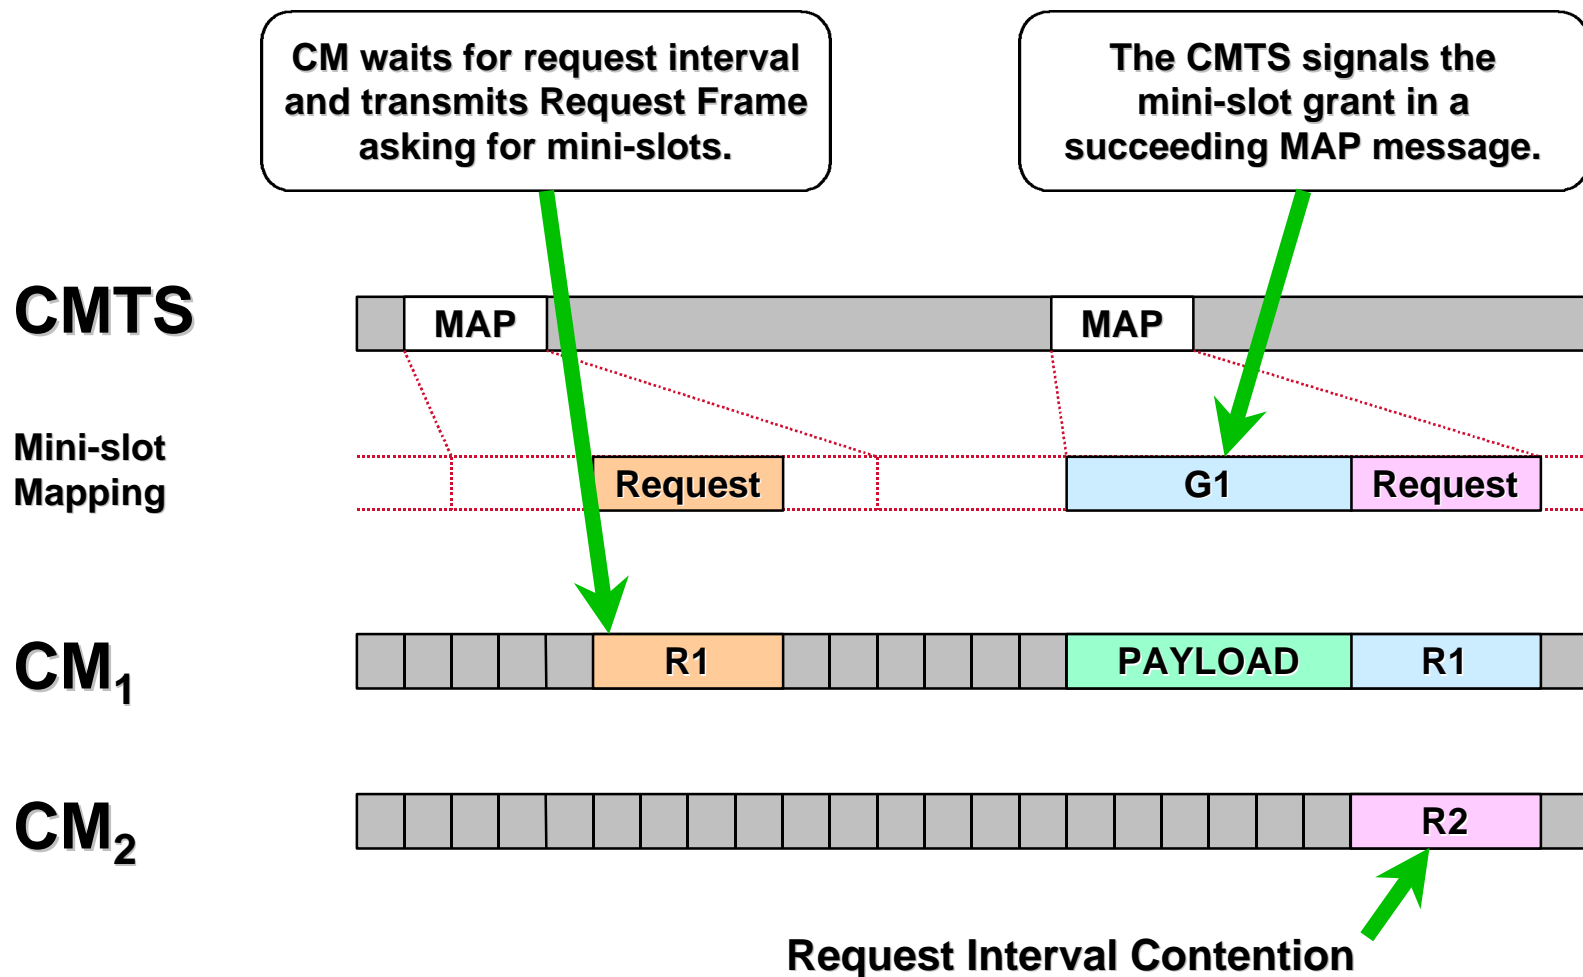 CM waits for request interval
and transmits Request Frame
asking for mini-slots.
The CMTS signals the
mini-slot grant in a
succeeding MAP message.
CMTS
MAP
MAP
Mini-slot
Mapping
Request
G1
Request
CM1
R1
PAYLOAD
R1
CM2
R2
Request Interval Contention